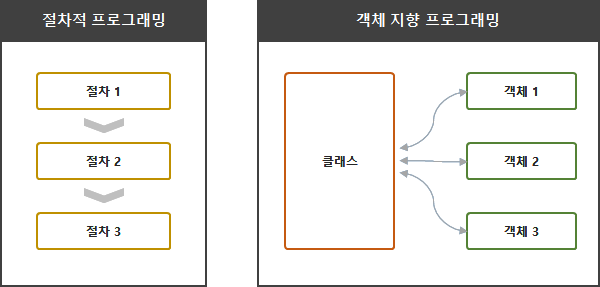 절차적 프로그래밍
절차 1
절차 2
절차 3
객체 지향 프로그래밍
클래스
객체 1
객체 2
객체 3